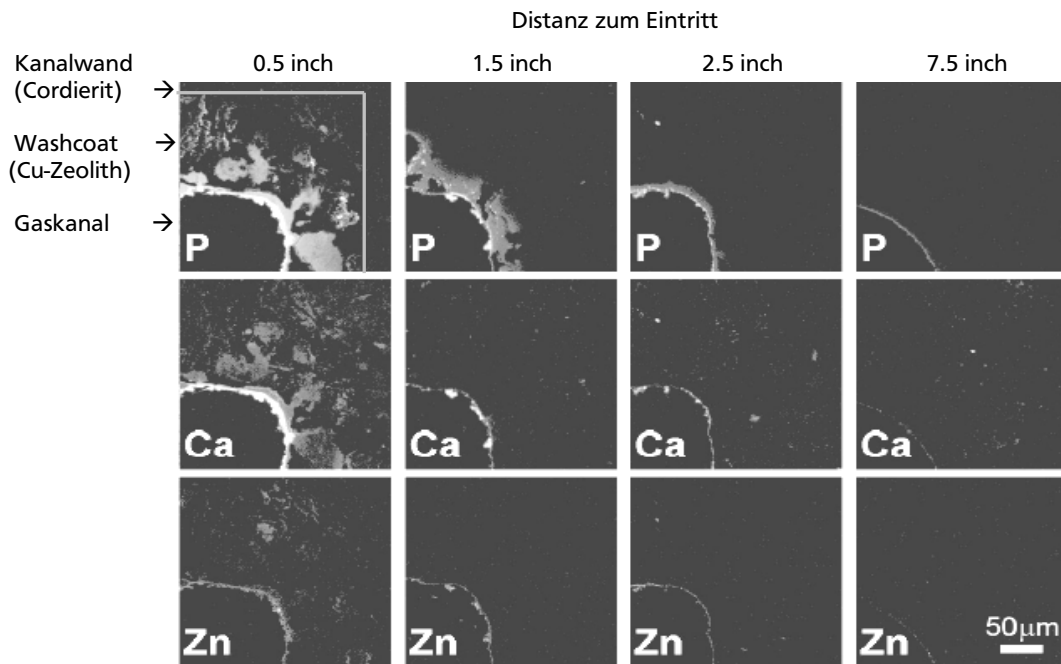 Distanz zum Eintritt
Kanalwand
(Cordierit) →
0.5 inch 1.5 inch 2.5 inch 7.5 inch
Washcoat →
(Cu-Zeolith)
Gaskanal →
P P P P
Ca Ca Ca Ca
Zn Zn Zn Zn
50µm